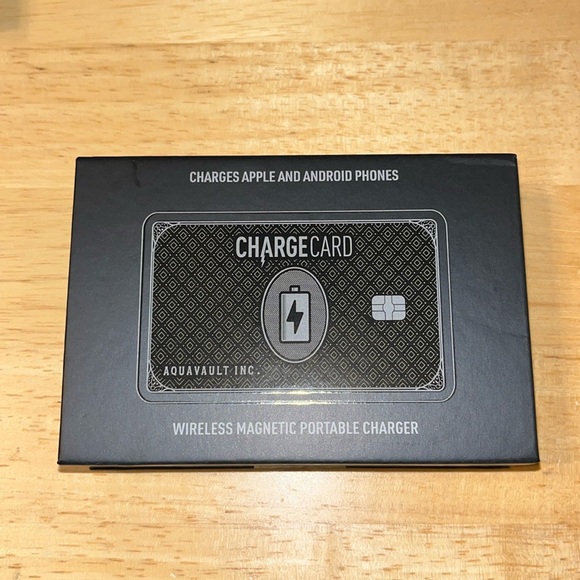 CHARGES APPLE AND ANDROID PHONES
CHARGECARD
AQUAVAULT INC.
WIRELESS MAGNETIC PORTABLE CHARGER